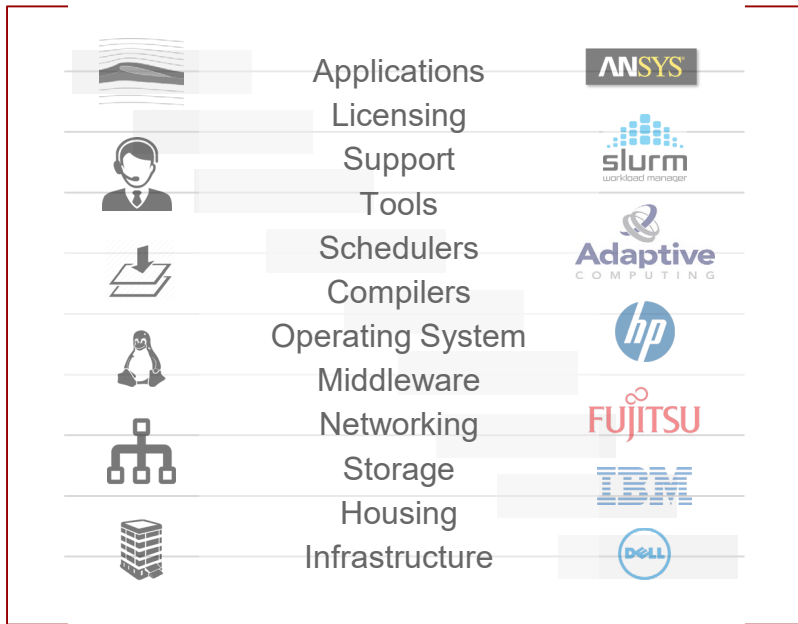 Applications
ANSYS®
Licensing
Support
slurm
workload manager
Tools
Schedulers
Adaptive
COMPUTING
Compilers
Operating System
hp
Middleware
Networking
FUJITSU
Storage
IBM
Housing
Infrastructure
DELL